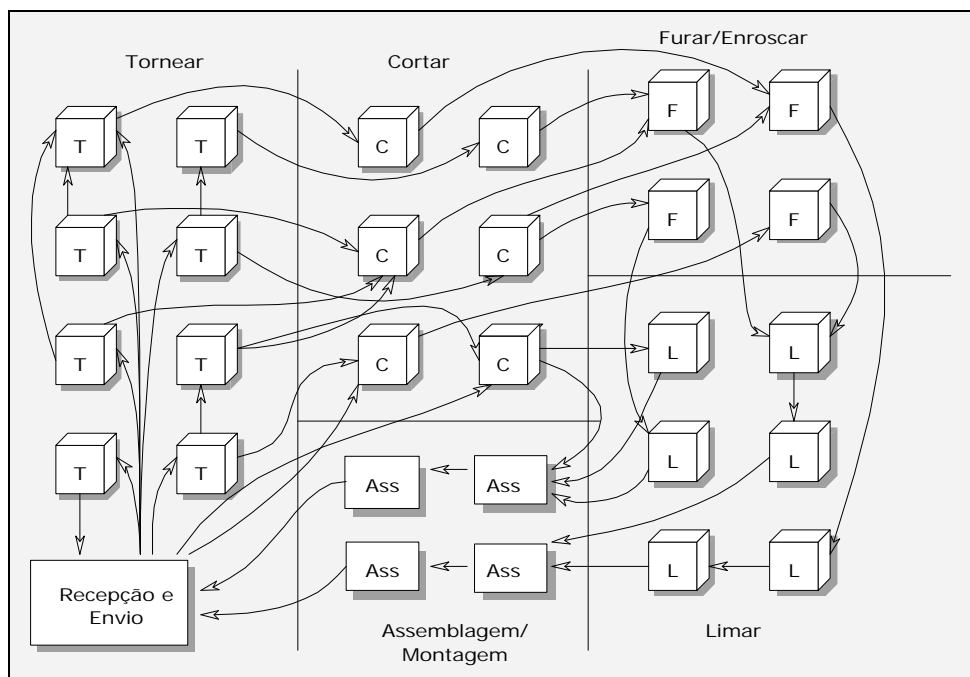 Tornear
Cortar
Furar/Enroscar
T
T
C
C
F
F
T
T
C
C
F
F
T
T
C
C
L
L
T
T
Ass
Ass
L
L
Recepção e
Envio
Ass
Ass
L
L
Assemblagem/
Montagem
Limar